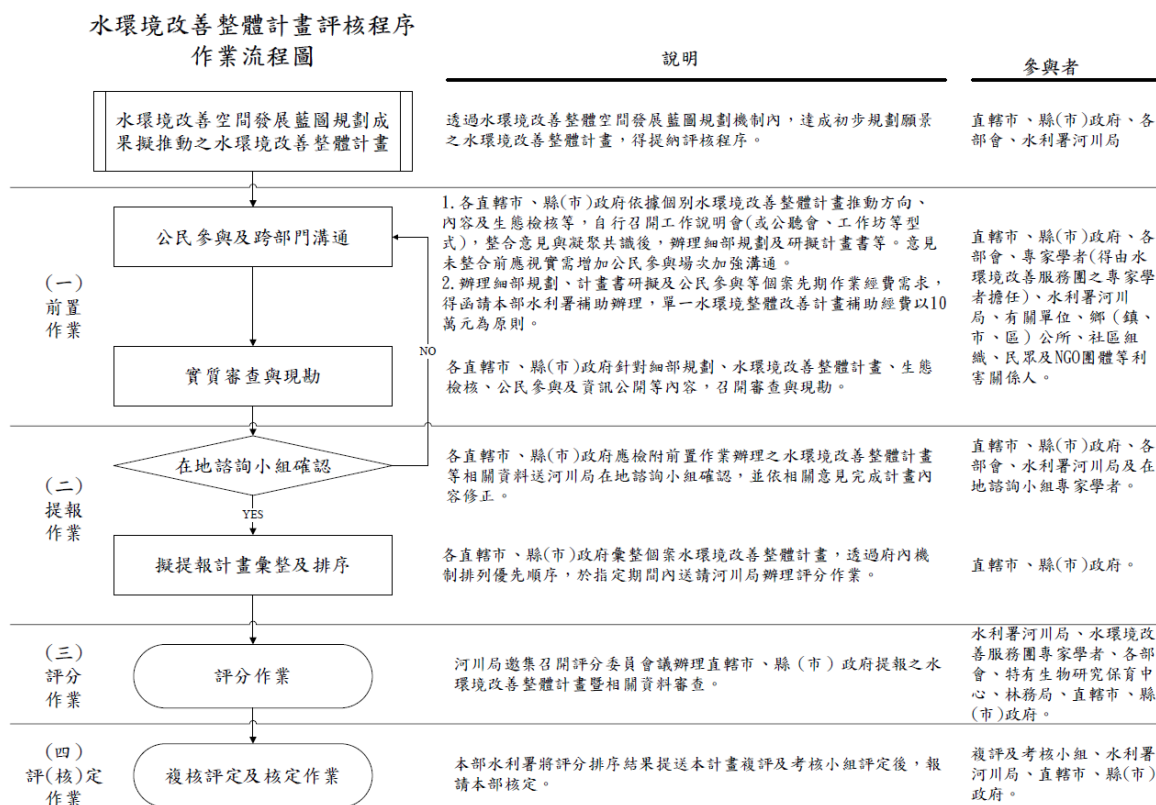 水環境改善整體計畫評核程序
作業流程圖
說明
參與者
水環境改善空間發展藍圖規劃成
果擬推動之水環境改善整體計畫
透過水環境改善整體空間發展藍圖規劃機制內，達成初步規劃願景
之水環境改善整體計畫，得提納評核程序。
直轄市、縣(市)政府、各
部會、水利署河川局
(一)
前置
作業
公民參與及跨部門溝通
1.各直轄市、縣(市)政府依據個別水環境改善整體計畫推動方向、
內容及生態檢核等，自行召開工作說明會(或公聽會、工作坊等型
式)，整合意見與凝聚共識後，辦理細部規劃及研擬計畫書等。意見
未整合前應視實需增加公民參與場次加強溝通。
2.辦理細部規劃、計畫書研擬及公民參與等個案先期作業經費需求，
得函請本部水利署補助辦理，單一水環境整體改善計畫補助經費以10
萬元為原則。
直轄市、縣(市)政府、各
部會、專家學者(得由水
環境改善服務團之專家學
者擔任)、水利署河川
局、有關單位、鄉（鎮、
市、區）公所、社區組
織、民眾及NGO團體等利
害關係人。
NO
實質審查與現勘
各直轄市、縣(市)政府針對細部規劃、水環境改善整體計畫、生態
檢核、公民參與及資訊公開等內容，召開審查與現勘。
(二)
提報
作業
在地諮詢小組確認
各直轄市、縣(市)政府應檢附前置作業辦理之水環境改善整體計畫
等相關資料送河川局在地諮詢小組確認，並依相關意見完成計畫內
容修正。
直轄市、縣(市)政府、各
部會、水利署河川局及在
地諮詢小組專家學者。
YES
擬提報計畫彙整及排序
各直轄市、縣(市)政府彙整個案水環境改善整體計畫，透過府內機
制排列優先順序，於指定期間內送請河川局辦理評分作業。
直轄市、縣(市)政府。
(三)
評分
作業
評分作業
河川局邀集召開評分委員會議辦理直轄市、縣（市）政府提報之水
環境改善整體計畫暨相關資料審查。
水利署河川局、水環境改
善服務團專家學者、各部
會、特有生物研究保育中
心、林務局、直轄市、縣
(市)政府。
(四)
評(核)定
作業
複核評定及核定作業
本部水利署將評分排序結果提送本計畫複評及考核小組評定後，報
請本部核定。
複評及考核小組、水利署
河川局、直轄市、縣(市)
政府。